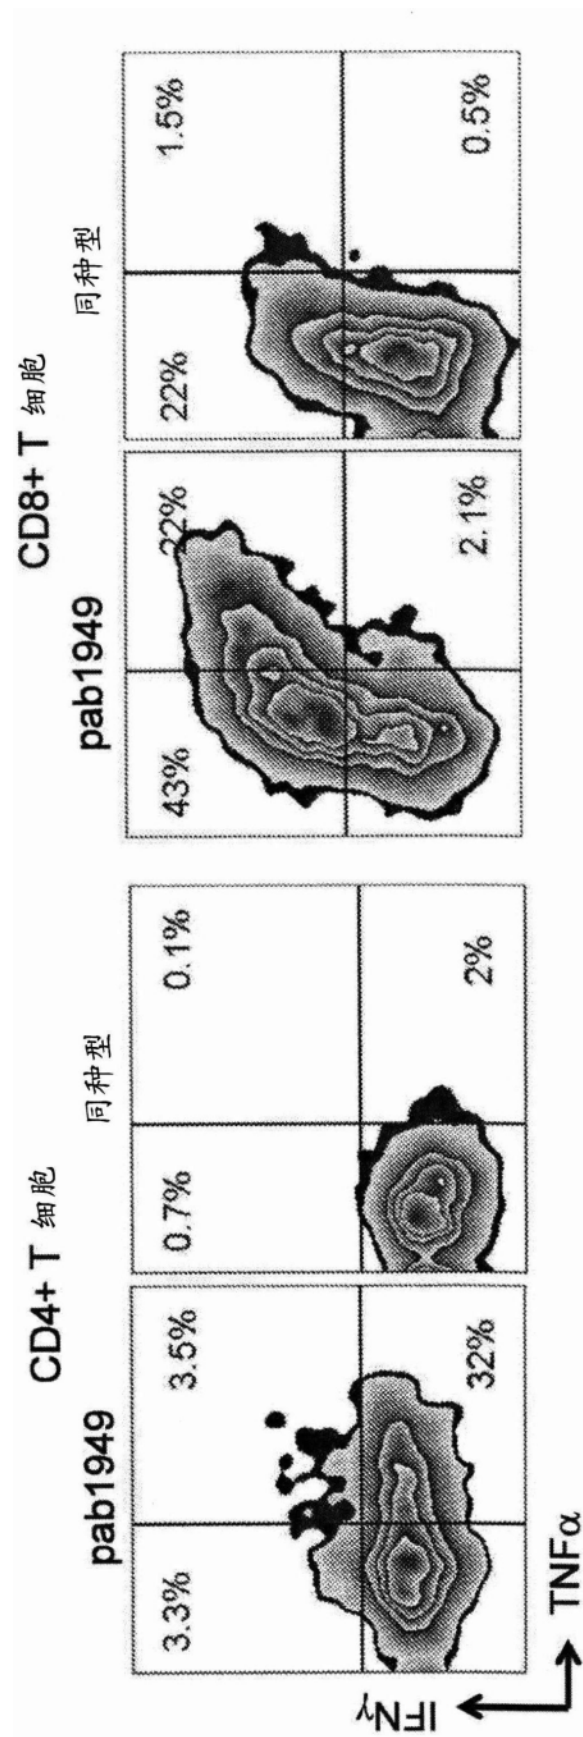 CD4+ T 细胞
CD8+ T 细胞
pab1949
同种型
pab1949
同种型
3.3%
3.5%
0.7%
0.1%
43%
22%
22%
1.5%
32%
2%
2.1%
0.5%
IFNγ
TNFα